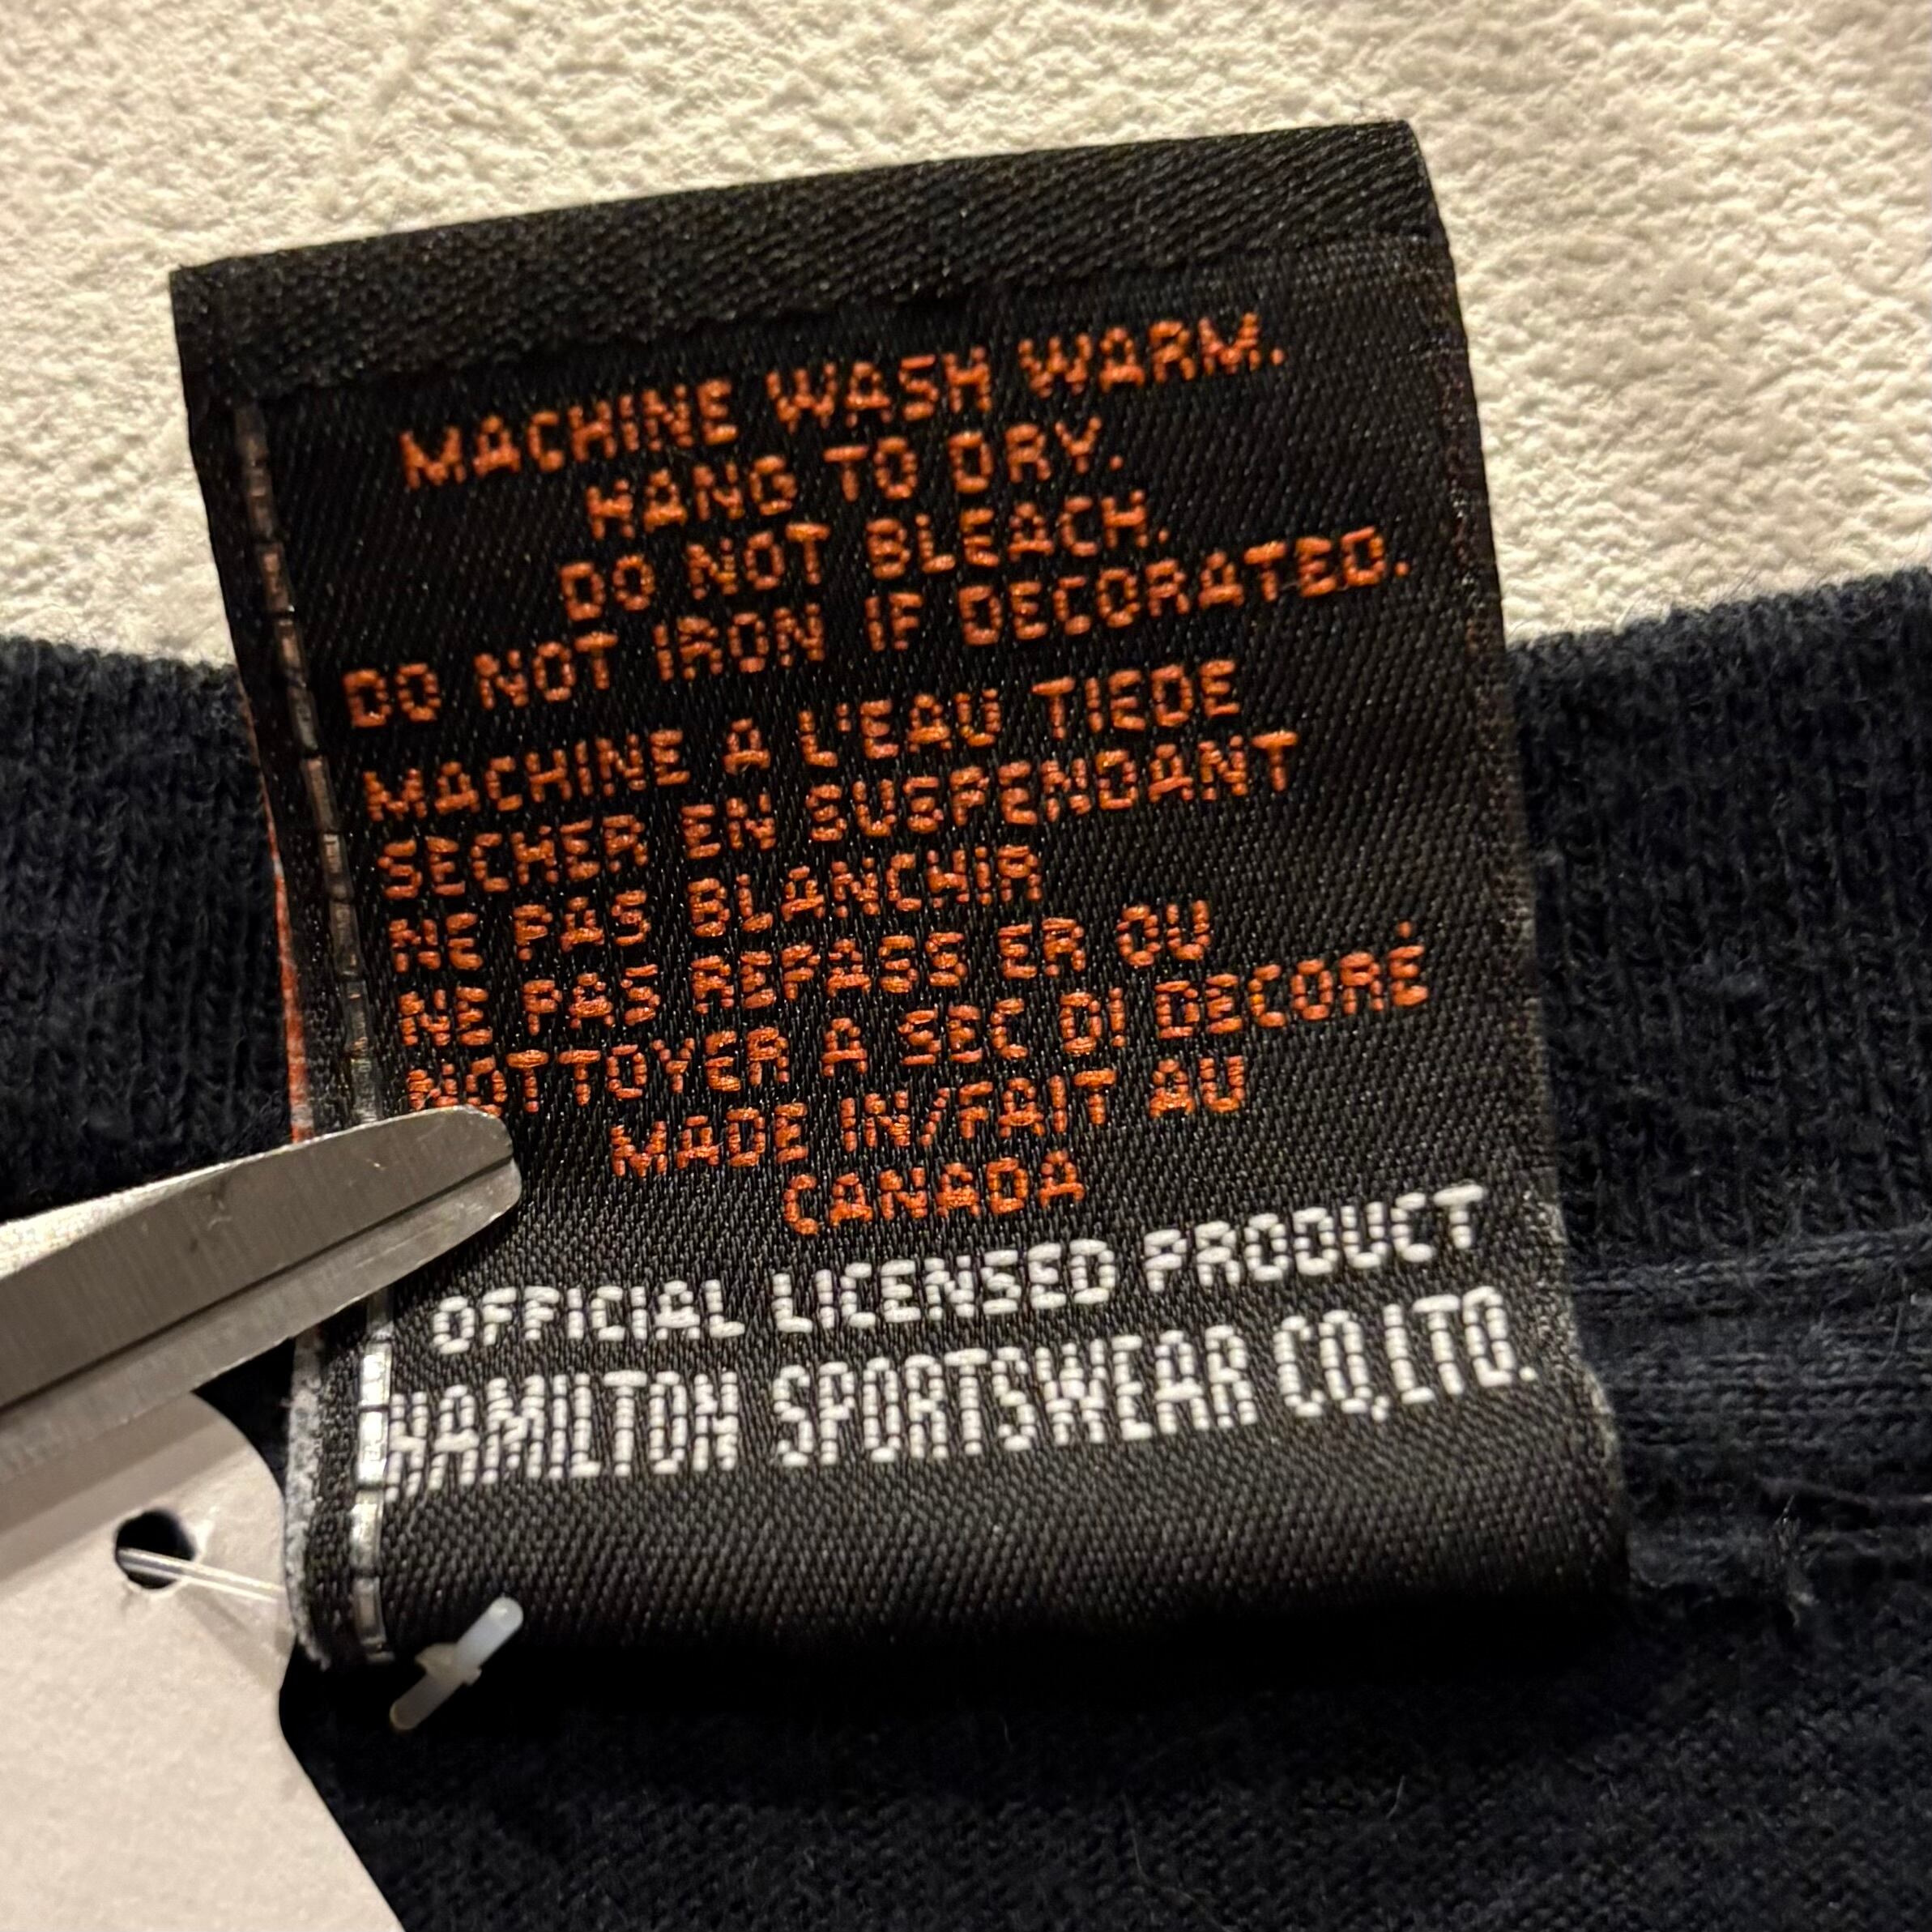 MACHINE WASH WARM.
HANG TO DRY.
DO NOT BLEACH.
DO NOT IRON IF DECORATED.
MACHINE A L'EAU TIEDE
SECHER EN SUSPENDANT
NE PAS BLANCHIR
NE PAS REPASS ER OU
NOTTOYER A SEC DI DECORÉ
MADE IN/FAIT AU
CANADA
OFFICIAL LICENSED PRODUCT
HAMILTON SPORTSWEAR CO,LTD.